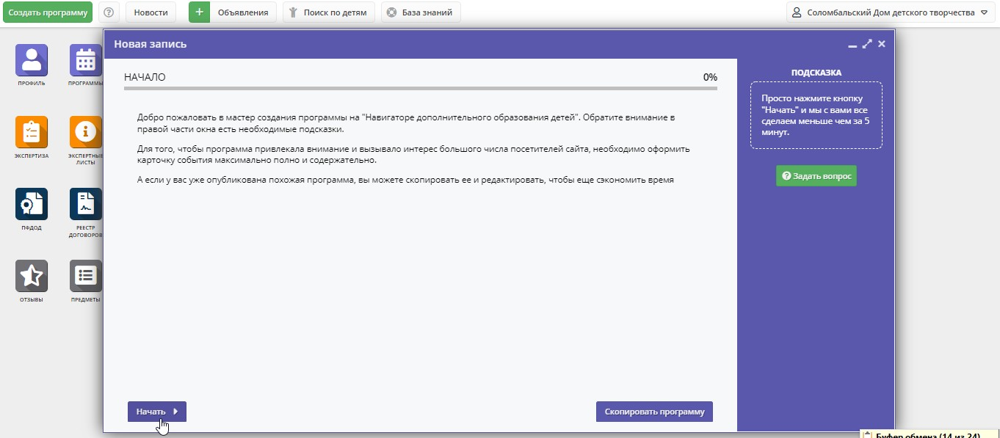 Создать программу
Новости
+ Объявления
Поиск по детям
База знаний
Соломбальский Дом детского творчества
ПРОФИЛЬ
ПРОГРАММЫ
ЭКСПЕРТИЗА
ЭКСПЕРТНЫЕ
ЛИСТЫ
ПФДОД
РЕЕСТР
ДОГОВОРОВ
ОТЗЫВЫ
ПРЕДМЕТЫ
Новая запись
НАЧАЛО
0%
Добро пожаловать в мастер создания программы на "Навигаторе дополнительного образования детей". Обратите внимание в
правой части окна есть необходимые подсказки.
Для того, чтобы программа привлекала внимание и вызывало интерес большого числа посетителей сайта, необходимо оформить
карточку события максимально полно и содержательно.
А если у вас уже опубликована похожая программа, вы можете скопировать ее и редактировать, чтобы еще сэкономить время
Начать
Скопировать программу
ПОДСКАЗКА
Просто нажмите кнопку
"Начать" и мы с вами все
сделаем меньше чем за 5
минут.
Задать вопрос
Буфер обмена (14 из 24)